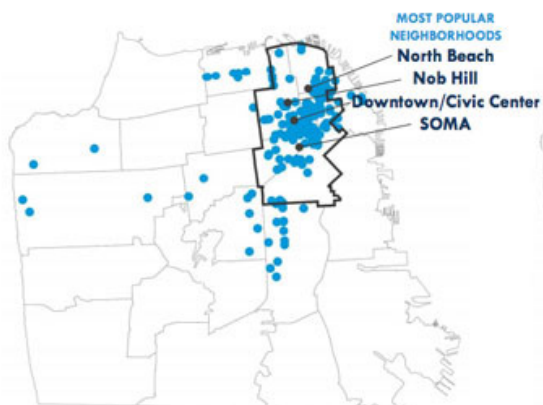 MOST POPULAR
NEIGHBORHOODS
North Beach
Nob Hill
Downtown/Civic Center
SOMA